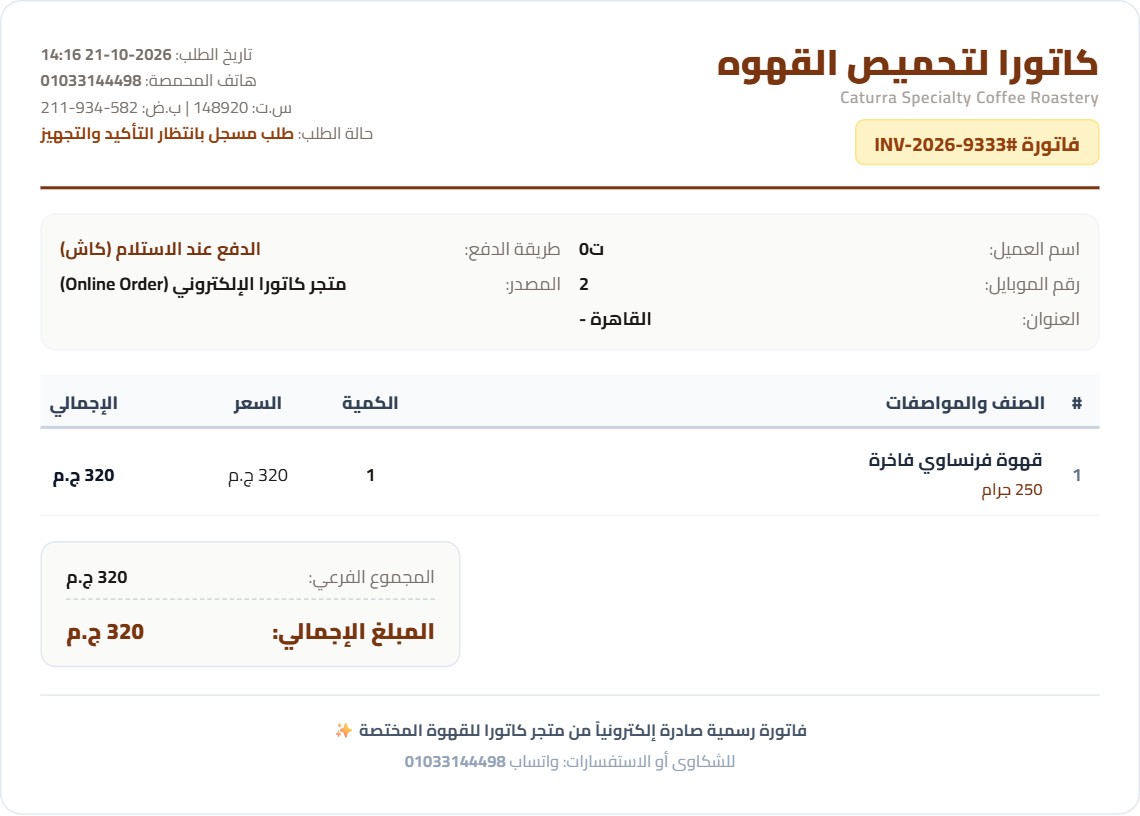 كاتورا لتحميص القهوه
Caturra Specialty Coffee Roastery
فاتورة #INV-2026-9333
تاريخ الطلب: 2026-10-21 14:16
هاتف المحمصة: 01033144498
س.ت: 148920 | ب.ض: 582-934-211
حالة الطلب: طلب مسجل بانتظار التأكيد والتجهيز
اسم العميل: ت0
رقم الموبايل: 2
العنوان: القاهرة -
طريقة الدفع: الدفع عند الاستلام (كاش)
المصدر: متجر كاتورا الإلكتروني (Online Order)
# الصنف والمواصفات الكمية السعر الإجمالي
1 قهوة فرنساوي فاخرة 1 320 ج.م 320 ج.م
250 جرام
المجموع الفرعي: 320 ج.م
المبلغ الإجمالي: 320 ج.م
فاتورة رسمية صادرة إلكترونياً من متجر كاتورا للقهوة المختصة ✨
للشكاوى أو الاستفسارات: واتساب 01033144498